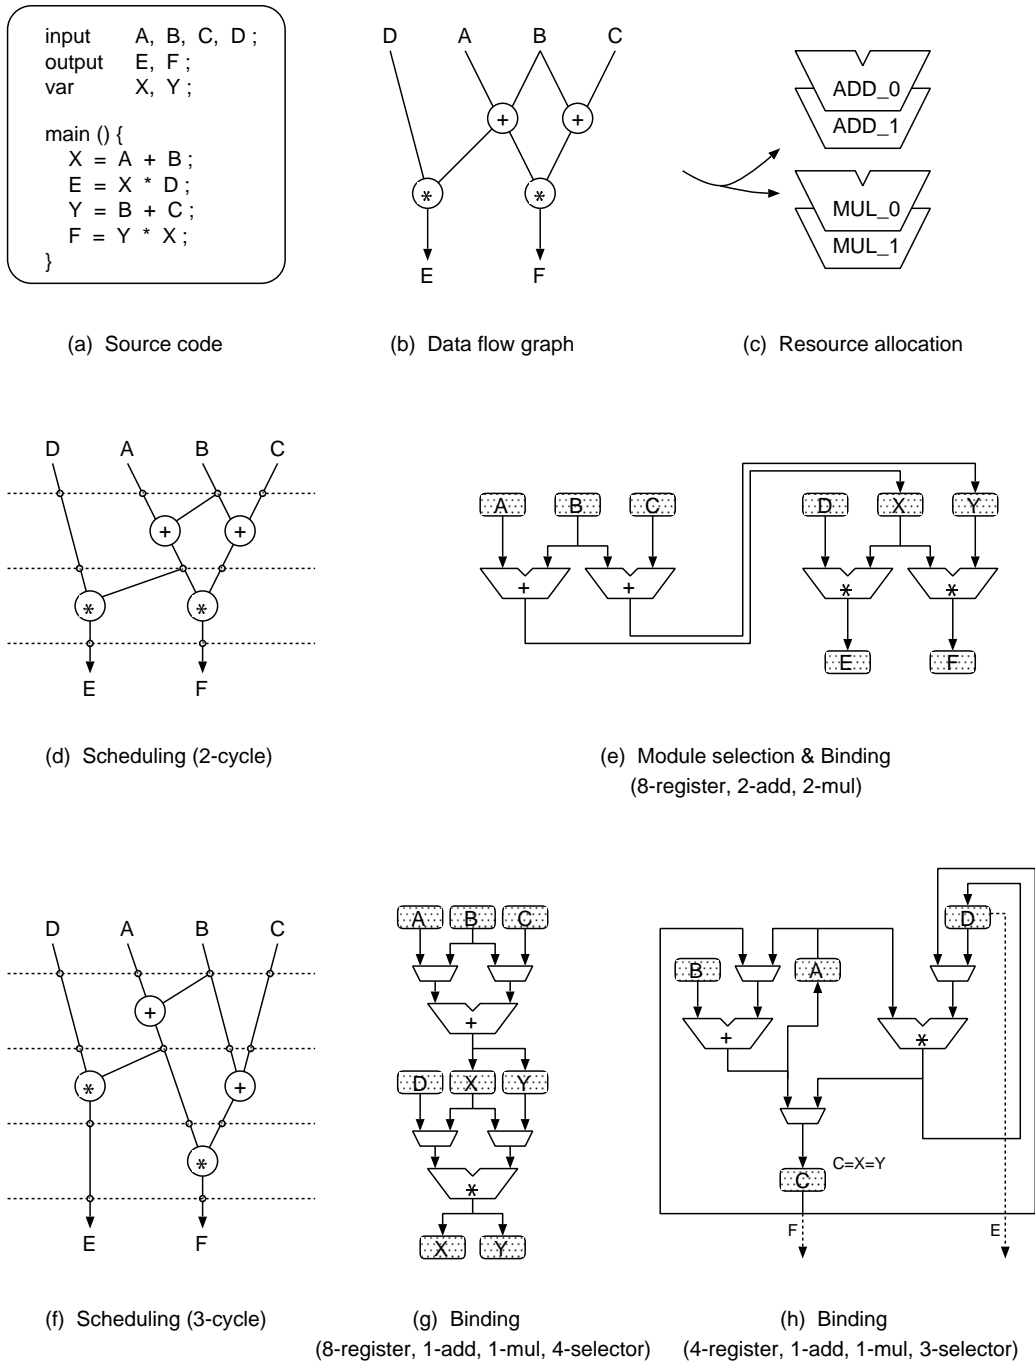 input A, B, C, D ;
output E, F ;
var X, Y ;
main () {
X = A + B ;
E = X * D ;
Y = B + C ;
F = Y * X ;
}
(a) Source code
D A B C
+ +
* *
E F
(b) Data flow graph
ADD_0
ADD_1
MUL_0
MUL_1
(c) Resource allocation
D A B C
+ +
* *
E F
(d) Scheduling (2-cycle)
A B C D X Y
+ + * *
E F
(e) Module selection & Binding
(8-register, 2-add, 2-mul)
D A B C
+
* +
*
E F
(f) Scheduling (3-cycle)
A B C
+
D X Y
*
X Y
(g) Binding
(8-register, 1-add, 1-mul, 4-selector)
D
B A
+ *
C=X=Y
C
F E
(h) Binding
(4-register, 1-add, 1-mul, 3-selector)